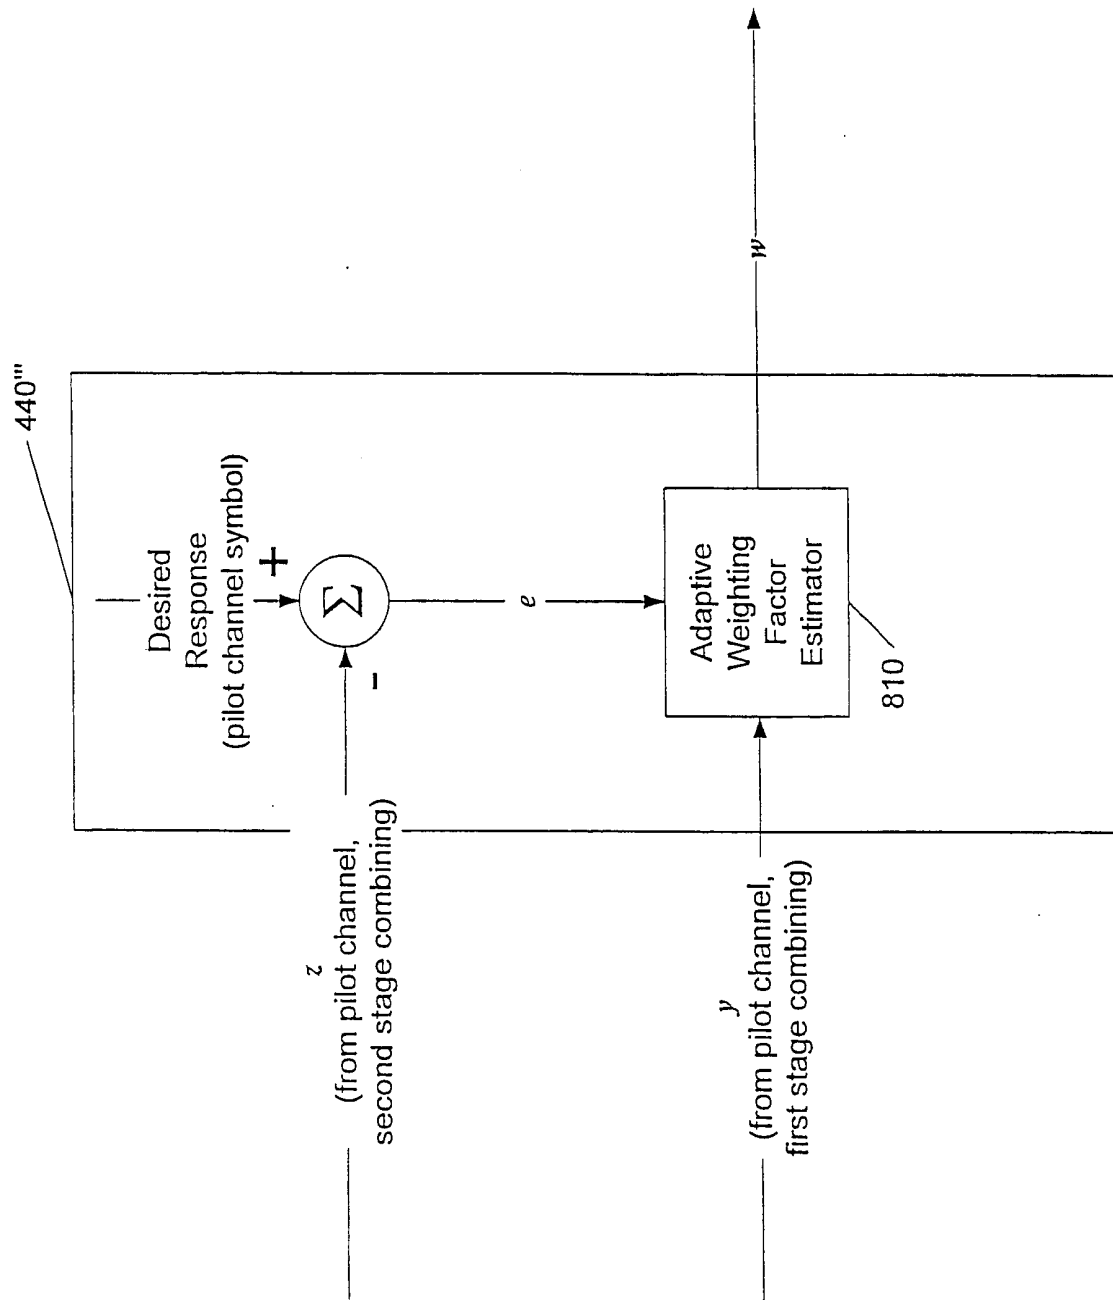 440''''
Desired
Response
(pilot channel symbol)
+
Σ
-
z
(from pilot channel,
second stage combining)
e
w
Adaptive
Weighting
Factor
Estimator
810
y
(from pilot channel,
first stage combining)